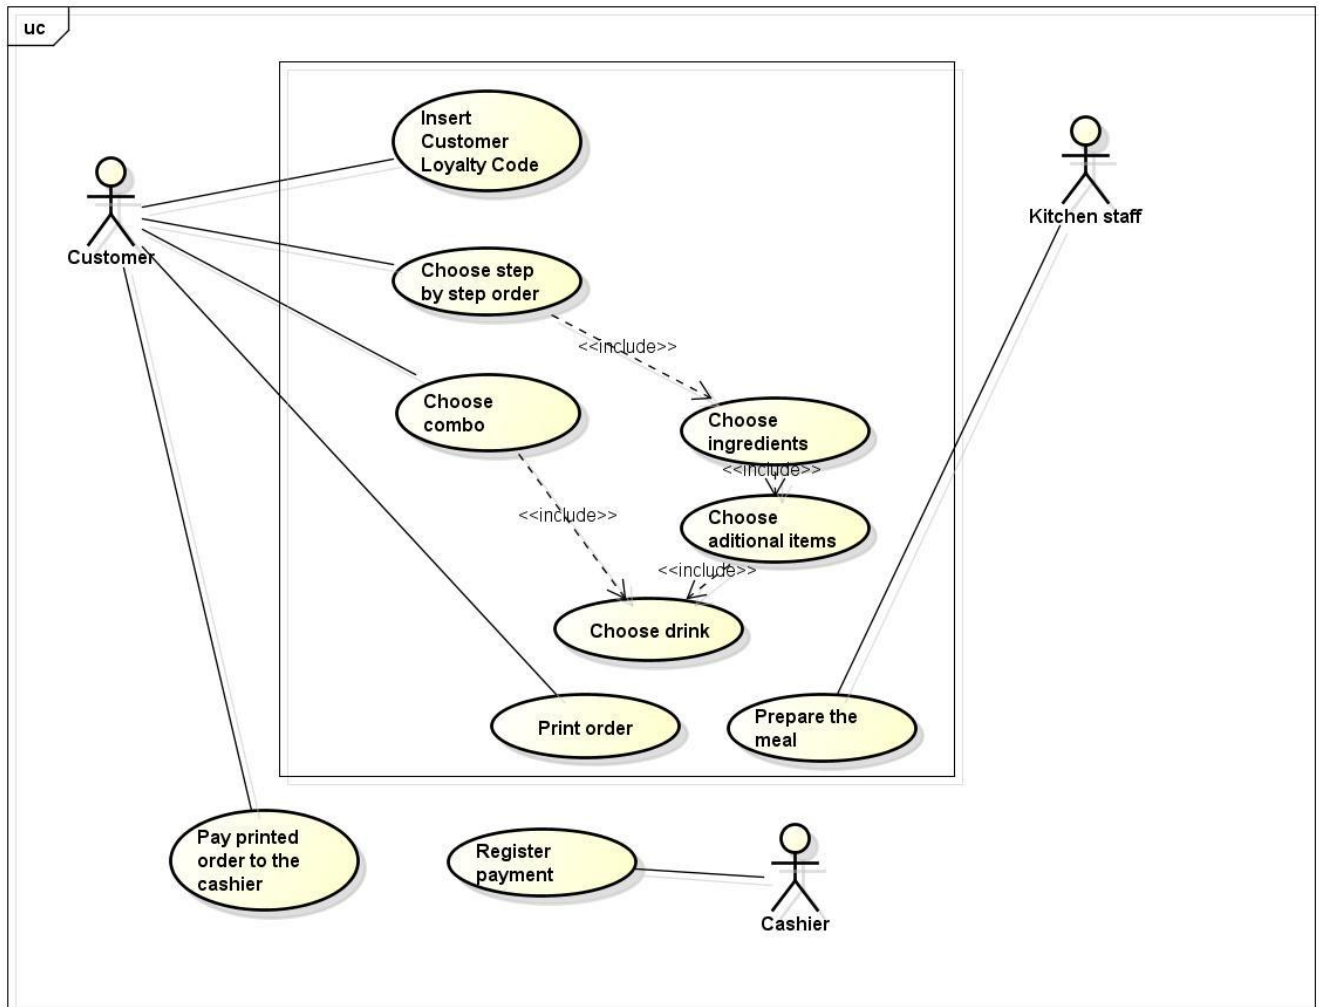 uc
Insert
Customer
Loyalty Code
Customer
Kitchen staff
Choose step
by step order
<<include>>
Choose
combo
Choose
ingredients
<<include>>
<<include>>
Choose
aditional items
<<include>>
Choose drink
Print order
Prepare the
meal
Pay printed
order to the
cashier
Register
payment
Cashier